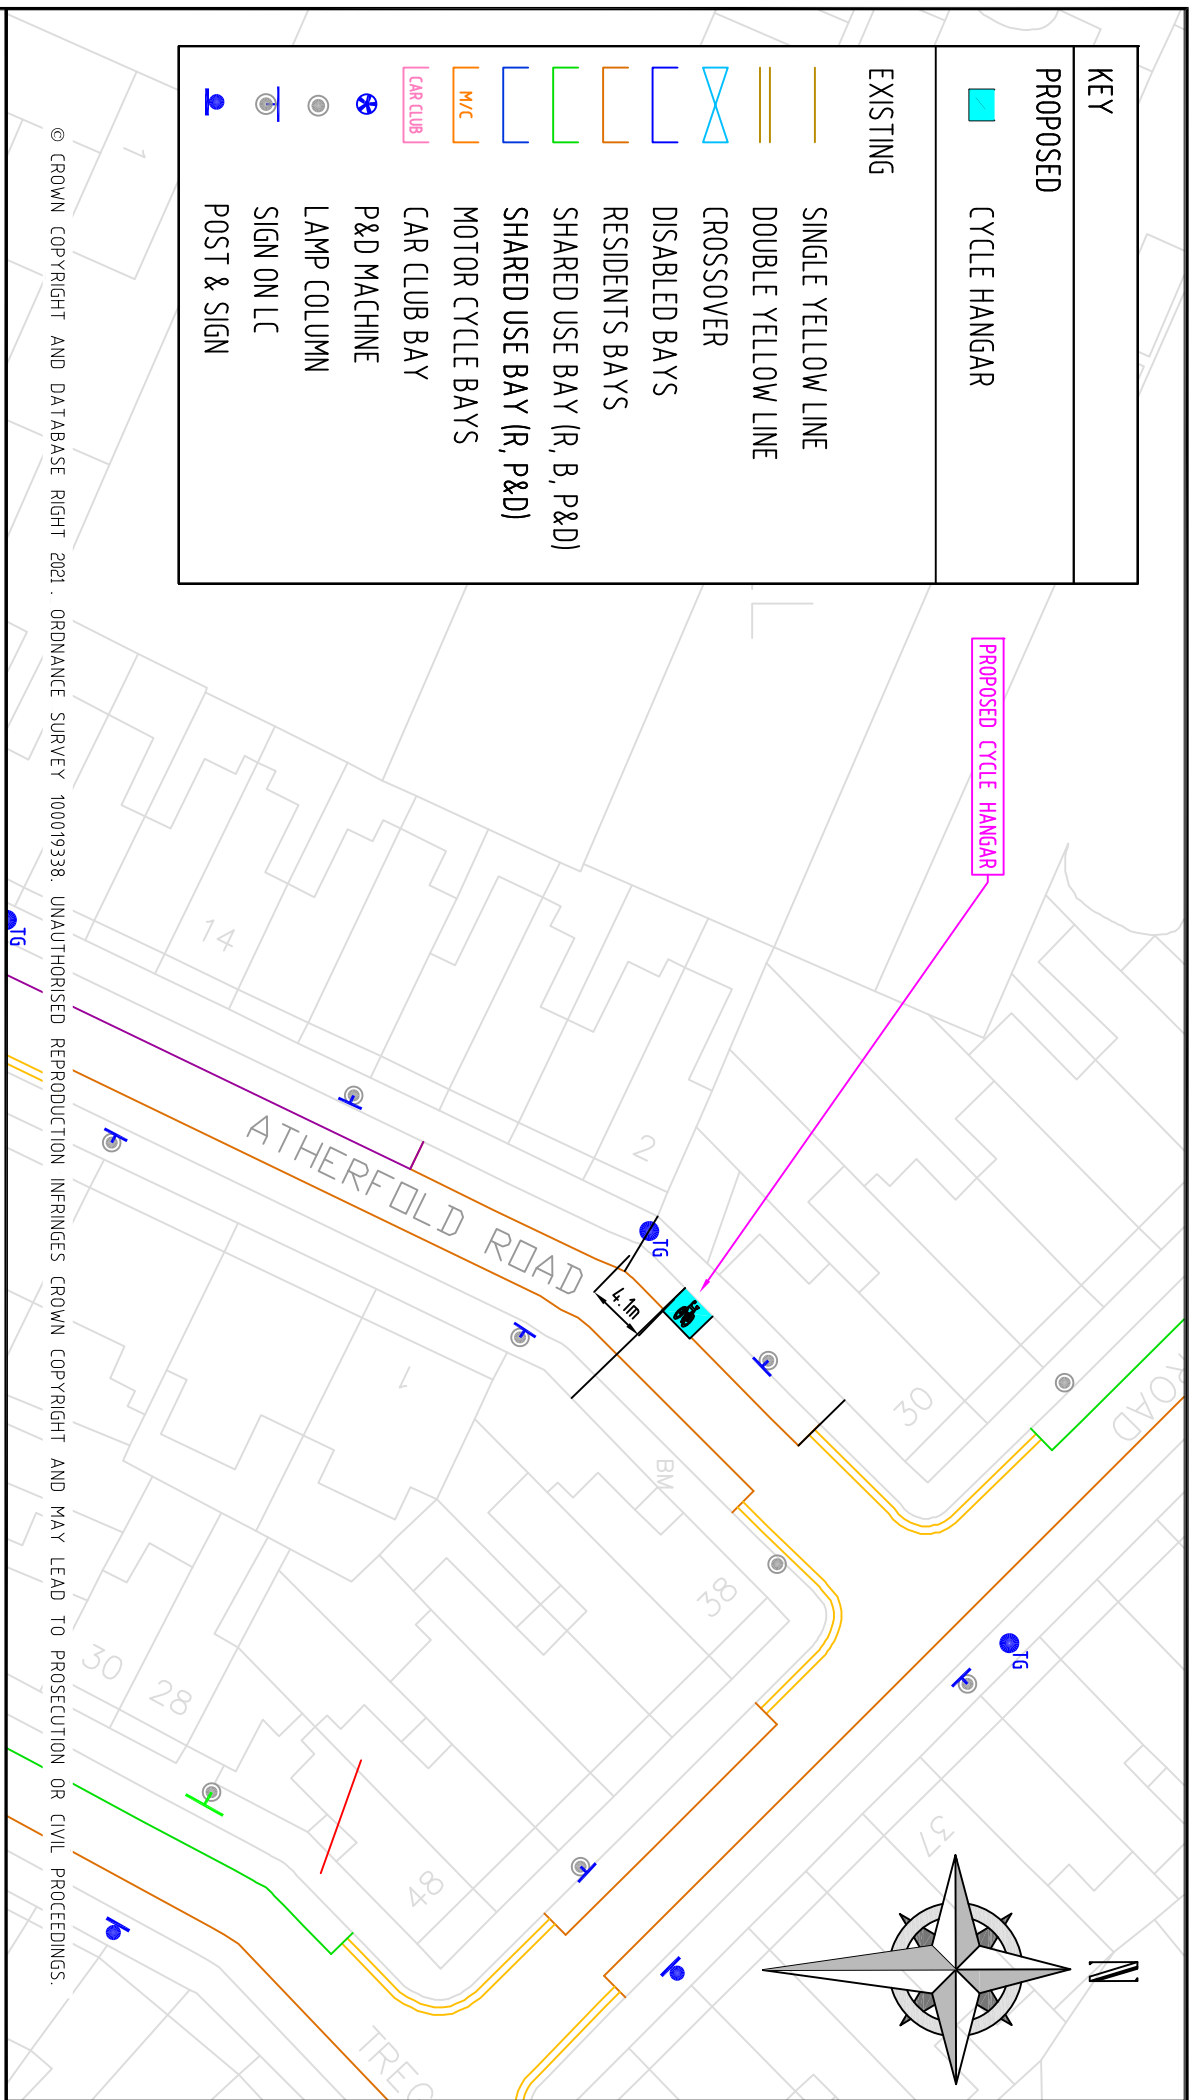 KEY
PROPOSED
CYCLE HANGAR
EXISTING
SINGLE YELLOW LINE
DOUBLE YELLOW LINE
CROSSOVER
DISABLED BAYS
RESIDENTS BAYS
SHARED USE BAY (R, B, P&D)
SHARED USE BAY (R, P&D)
M/C MOTOR CYCLE BAYS
CAR CLUB CAR CLUB BAY
P&D MACHINE
LAMP COLUMN
SIGN ON LC
POST & SIGN
PROPOSED CYCLE HANGAR
N
ROAD
30
37
TG
TG
4.1m
2
BM
38
ATHERFOLD ROAD
1
48
14
28
30
TREG
TG
1
© CROWN COPYRIGHT AND DATABASE RIGHT 2021. ORDNANCE SURVEY 100019338. UNAUTHORISED REPRODUCTION INFRINGES CROWN COPYRIGHT AND MAY LEAD TO PROSECUTION OR CIVIL PROCEEDINGS.